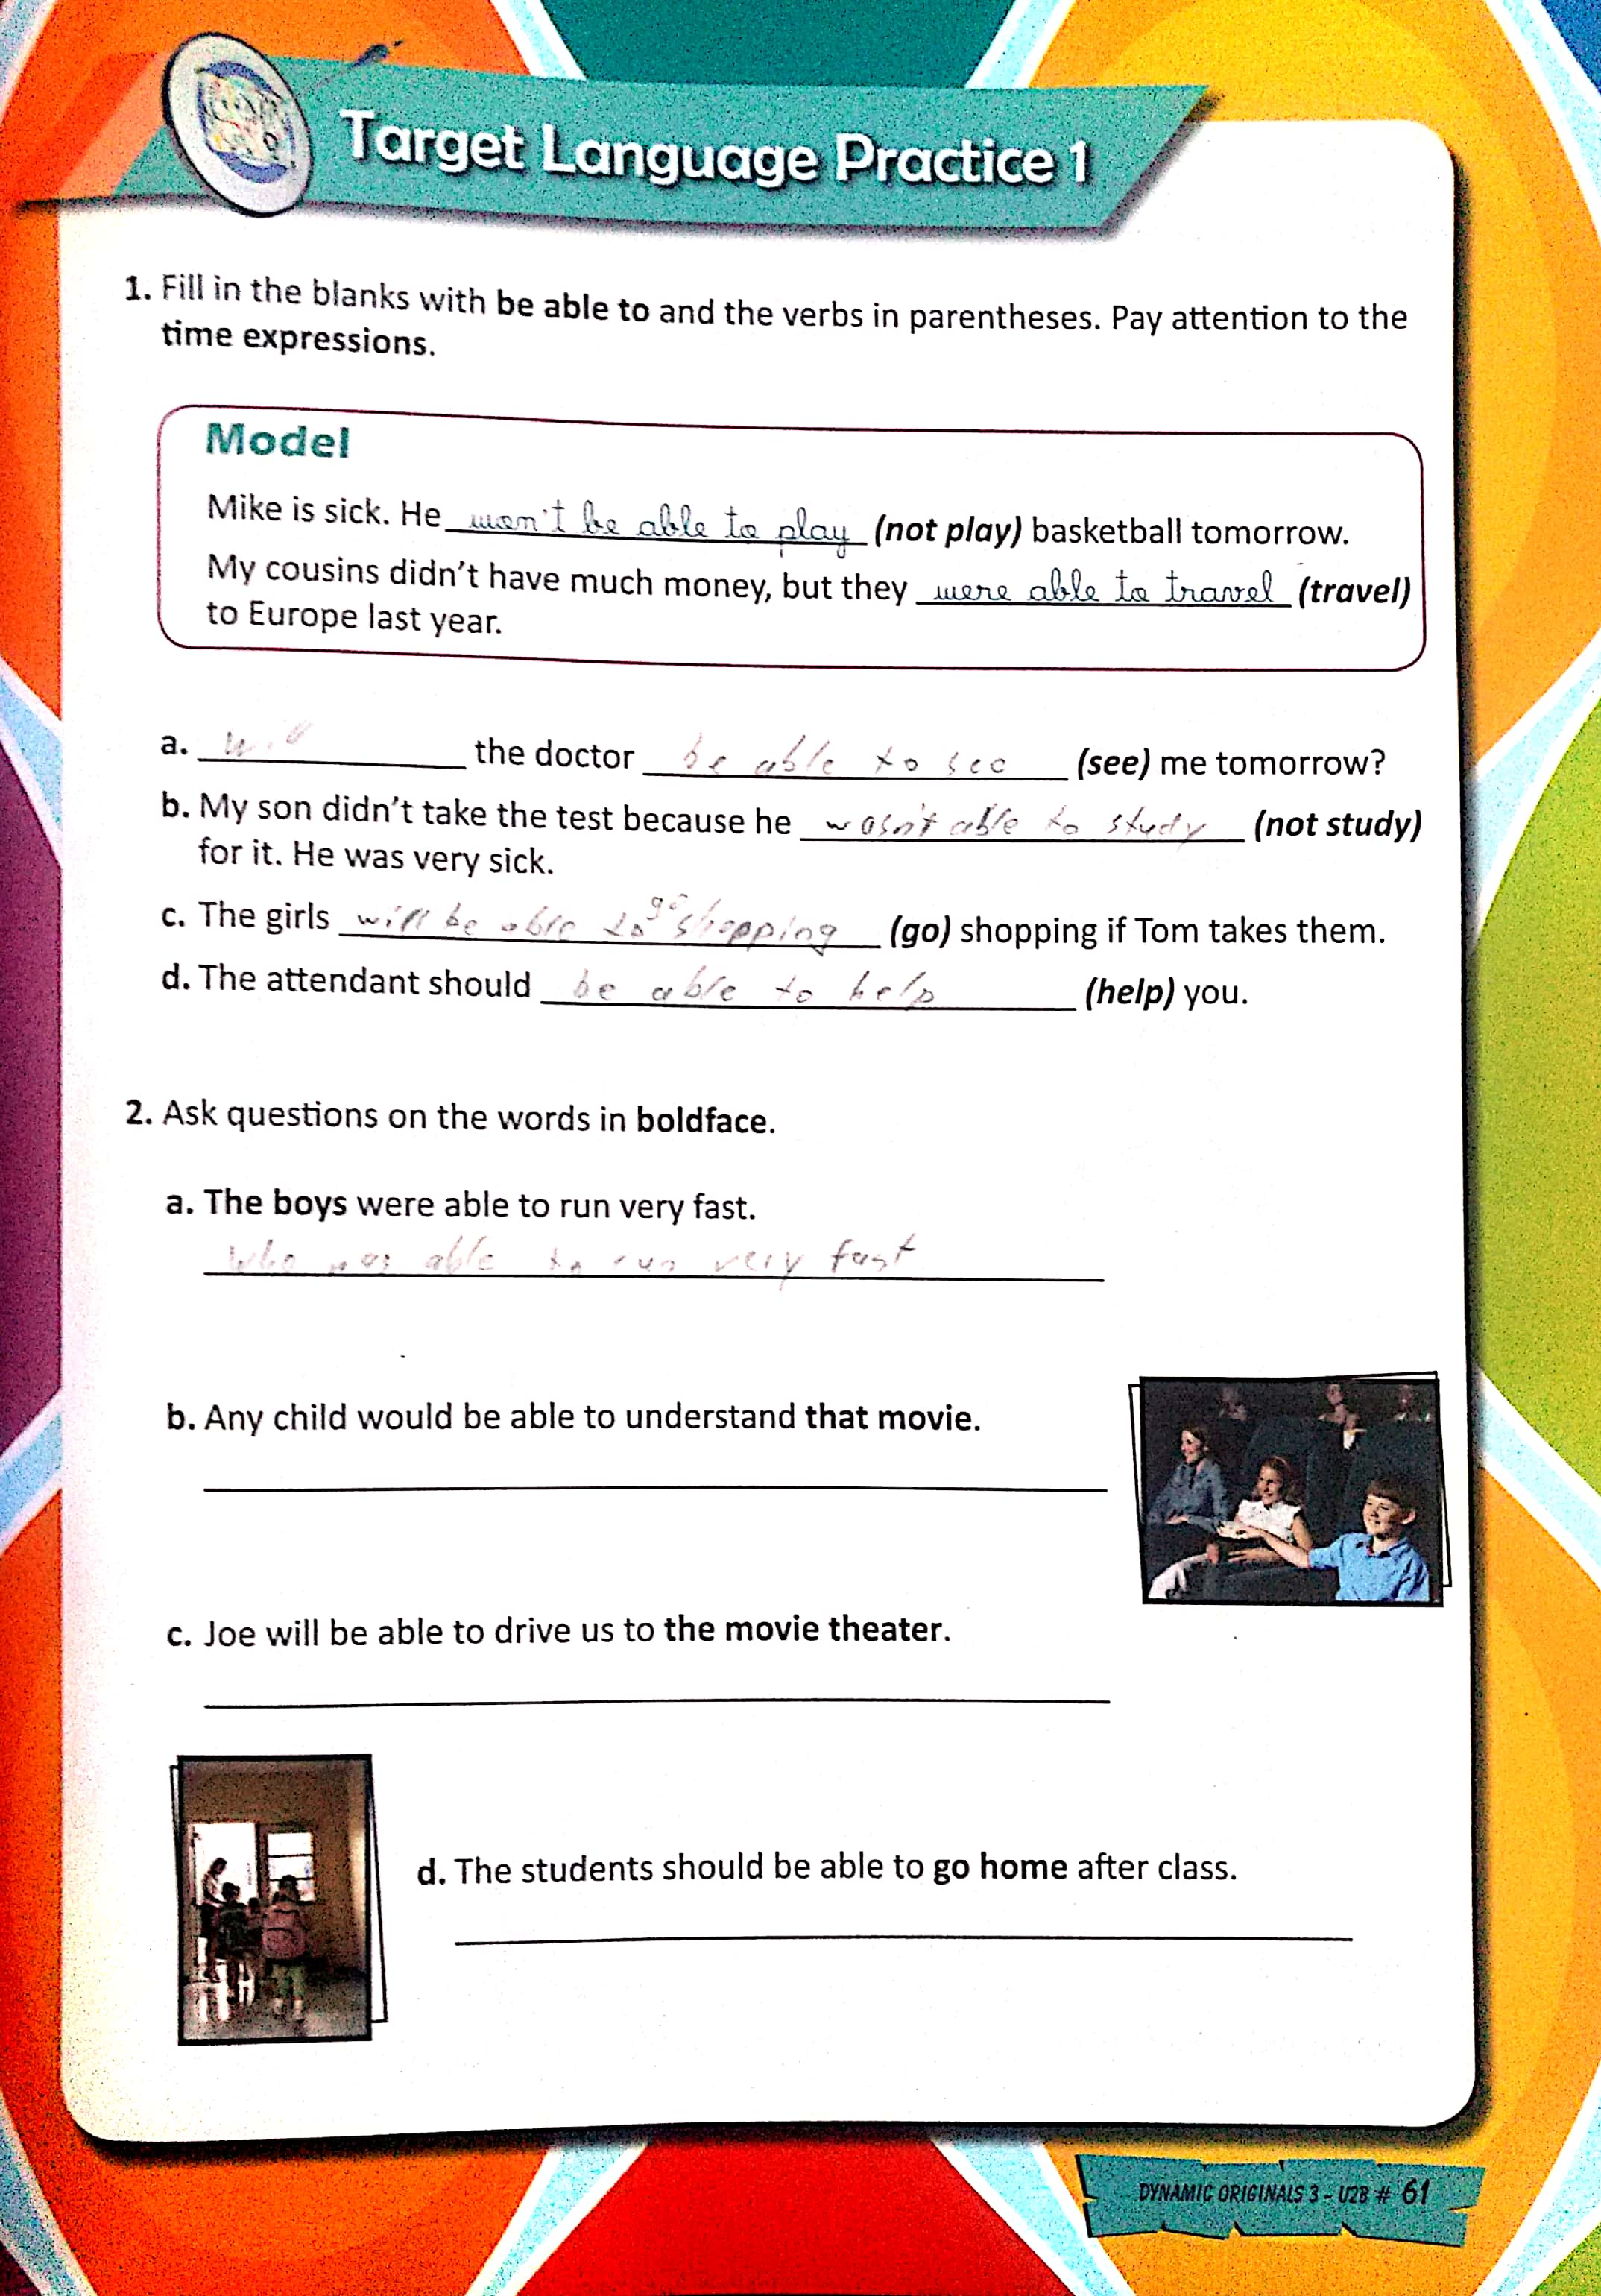 Target Language Practice 1
1. Fill in the blanks with be able to and the verbs in parentheses. Pay attention to the
time expressions.
Model
Mike is sick. He won't be able to play (not play) basketball tomorrow.
My cousins didn't have much money, but they were able to travel (travel)
to Europe last year.
a. will the doctor be able to see (see) me tomorrow?
b. My son didn't take the test because he wasn't able to study (not study)
for it. He was very sick.
c. The girls will be able to go shopping (go) shopping if Tom takes them.
d. The attendant should be able to help (help) you.
2. Ask questions on the words in boldface.
a. The boys were able to run very fast.
Who was able to run very fast
b. Any child would be able to understand that movie.
c. Joe will be able to drive us to the movie theater.
d. The students should be able to go home after class.
DYNAMIC ORIGINALS 3 - U2B # 61